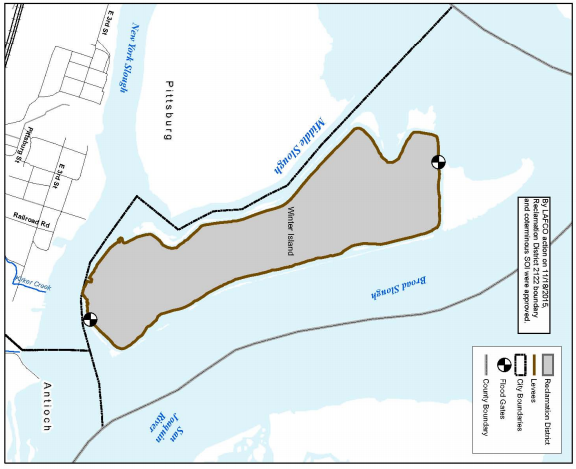 E 3rd St
New York Slough
Pittsburg
Middle Slough
Winter Island
Broad Slough
Pittsburg St
E 3rd St
Railroad Rd
Kirker Creek
Antioch
San
Joaquin
River
By LAFCO action on 11/18/2015,
Reclamation District 2122 boundary
and coterminous SOI were approved.
Reclamation District
Levees
City Boundaries
Flood Gates
County Boundary